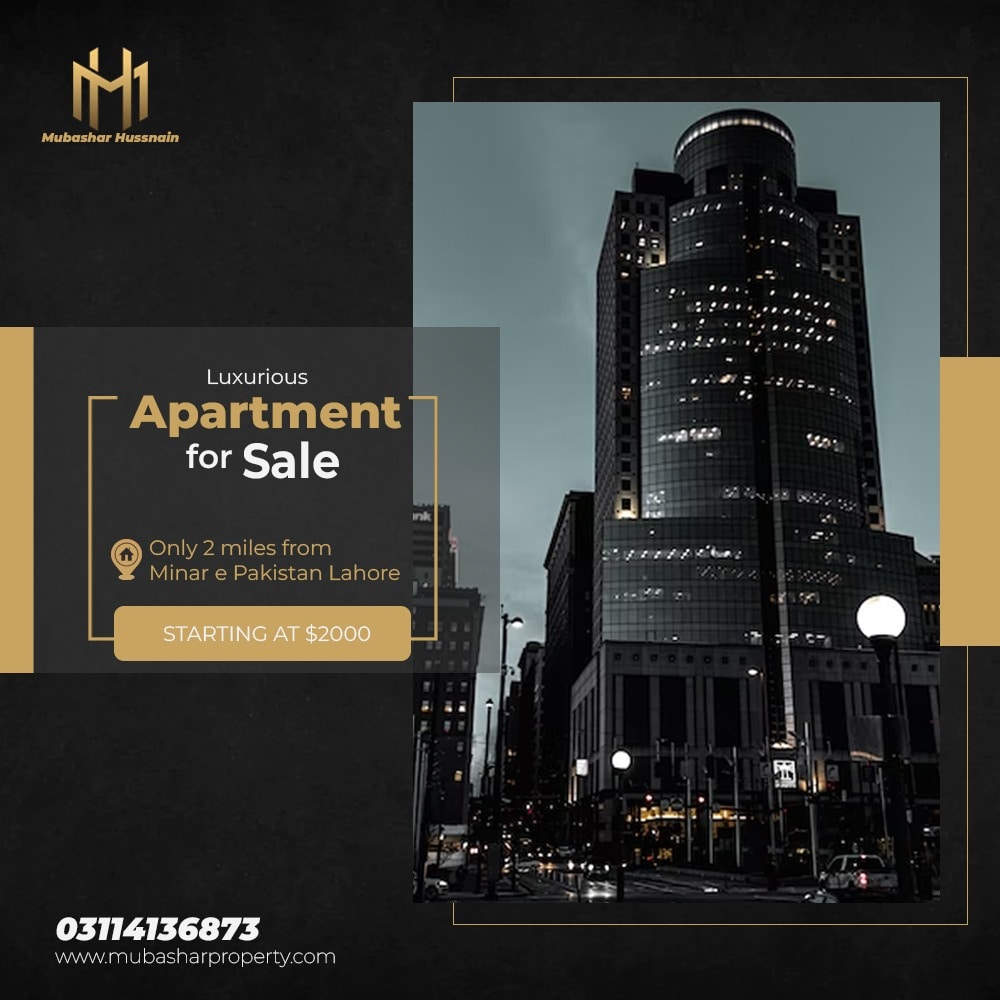 Mubashar Hussnain
Luxurious
Apartment
for Sale
Only 2 miles from
Minar e Pakistan Lahore
STARTING AT $2000
nk
03114136873
www.mubasharproperty.com